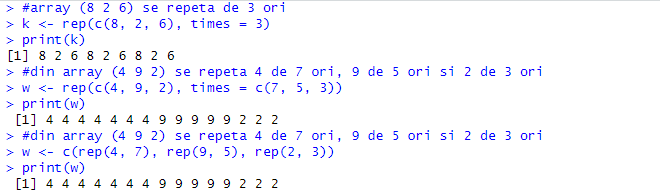 > #array (8 2 6) se repeta de 3 ori
> k <- rep(c(8, 2, 6), times = 3)
> print(k)
[1] 8 2 6 8 2 6 8 2 6
> #din array (4 9 2) se repeta 4 de 7 ori, 9 de 5 ori si 2 de 3 ori
> w <- rep(c(4, 9, 2), times = c(7, 5, 3))
> print(w)
[1] 4 4 4 4 4 4 4 9 9 9 9 9 2 2 2
> #din array (4 9 2) se repeta 4 de 7 ori, 9 de 5 ori si 2 de 3 ori
> w <- c(rep(4, 7), rep(9, 5), rep(2, 3))
> print(w)
[1] 4 4 4 4 4 4 4 9 9 9 9 9 2 2 2